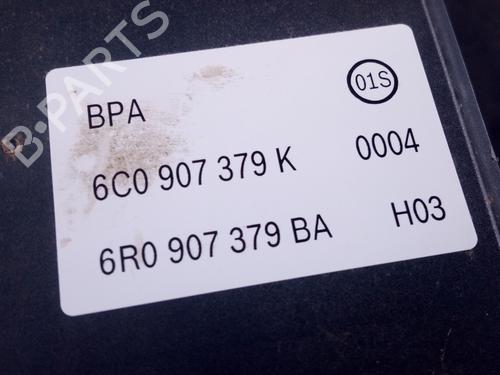 B-PARTS
BPA
01S
6C0 907 379 K 0004
6R0 907 379 BA H03